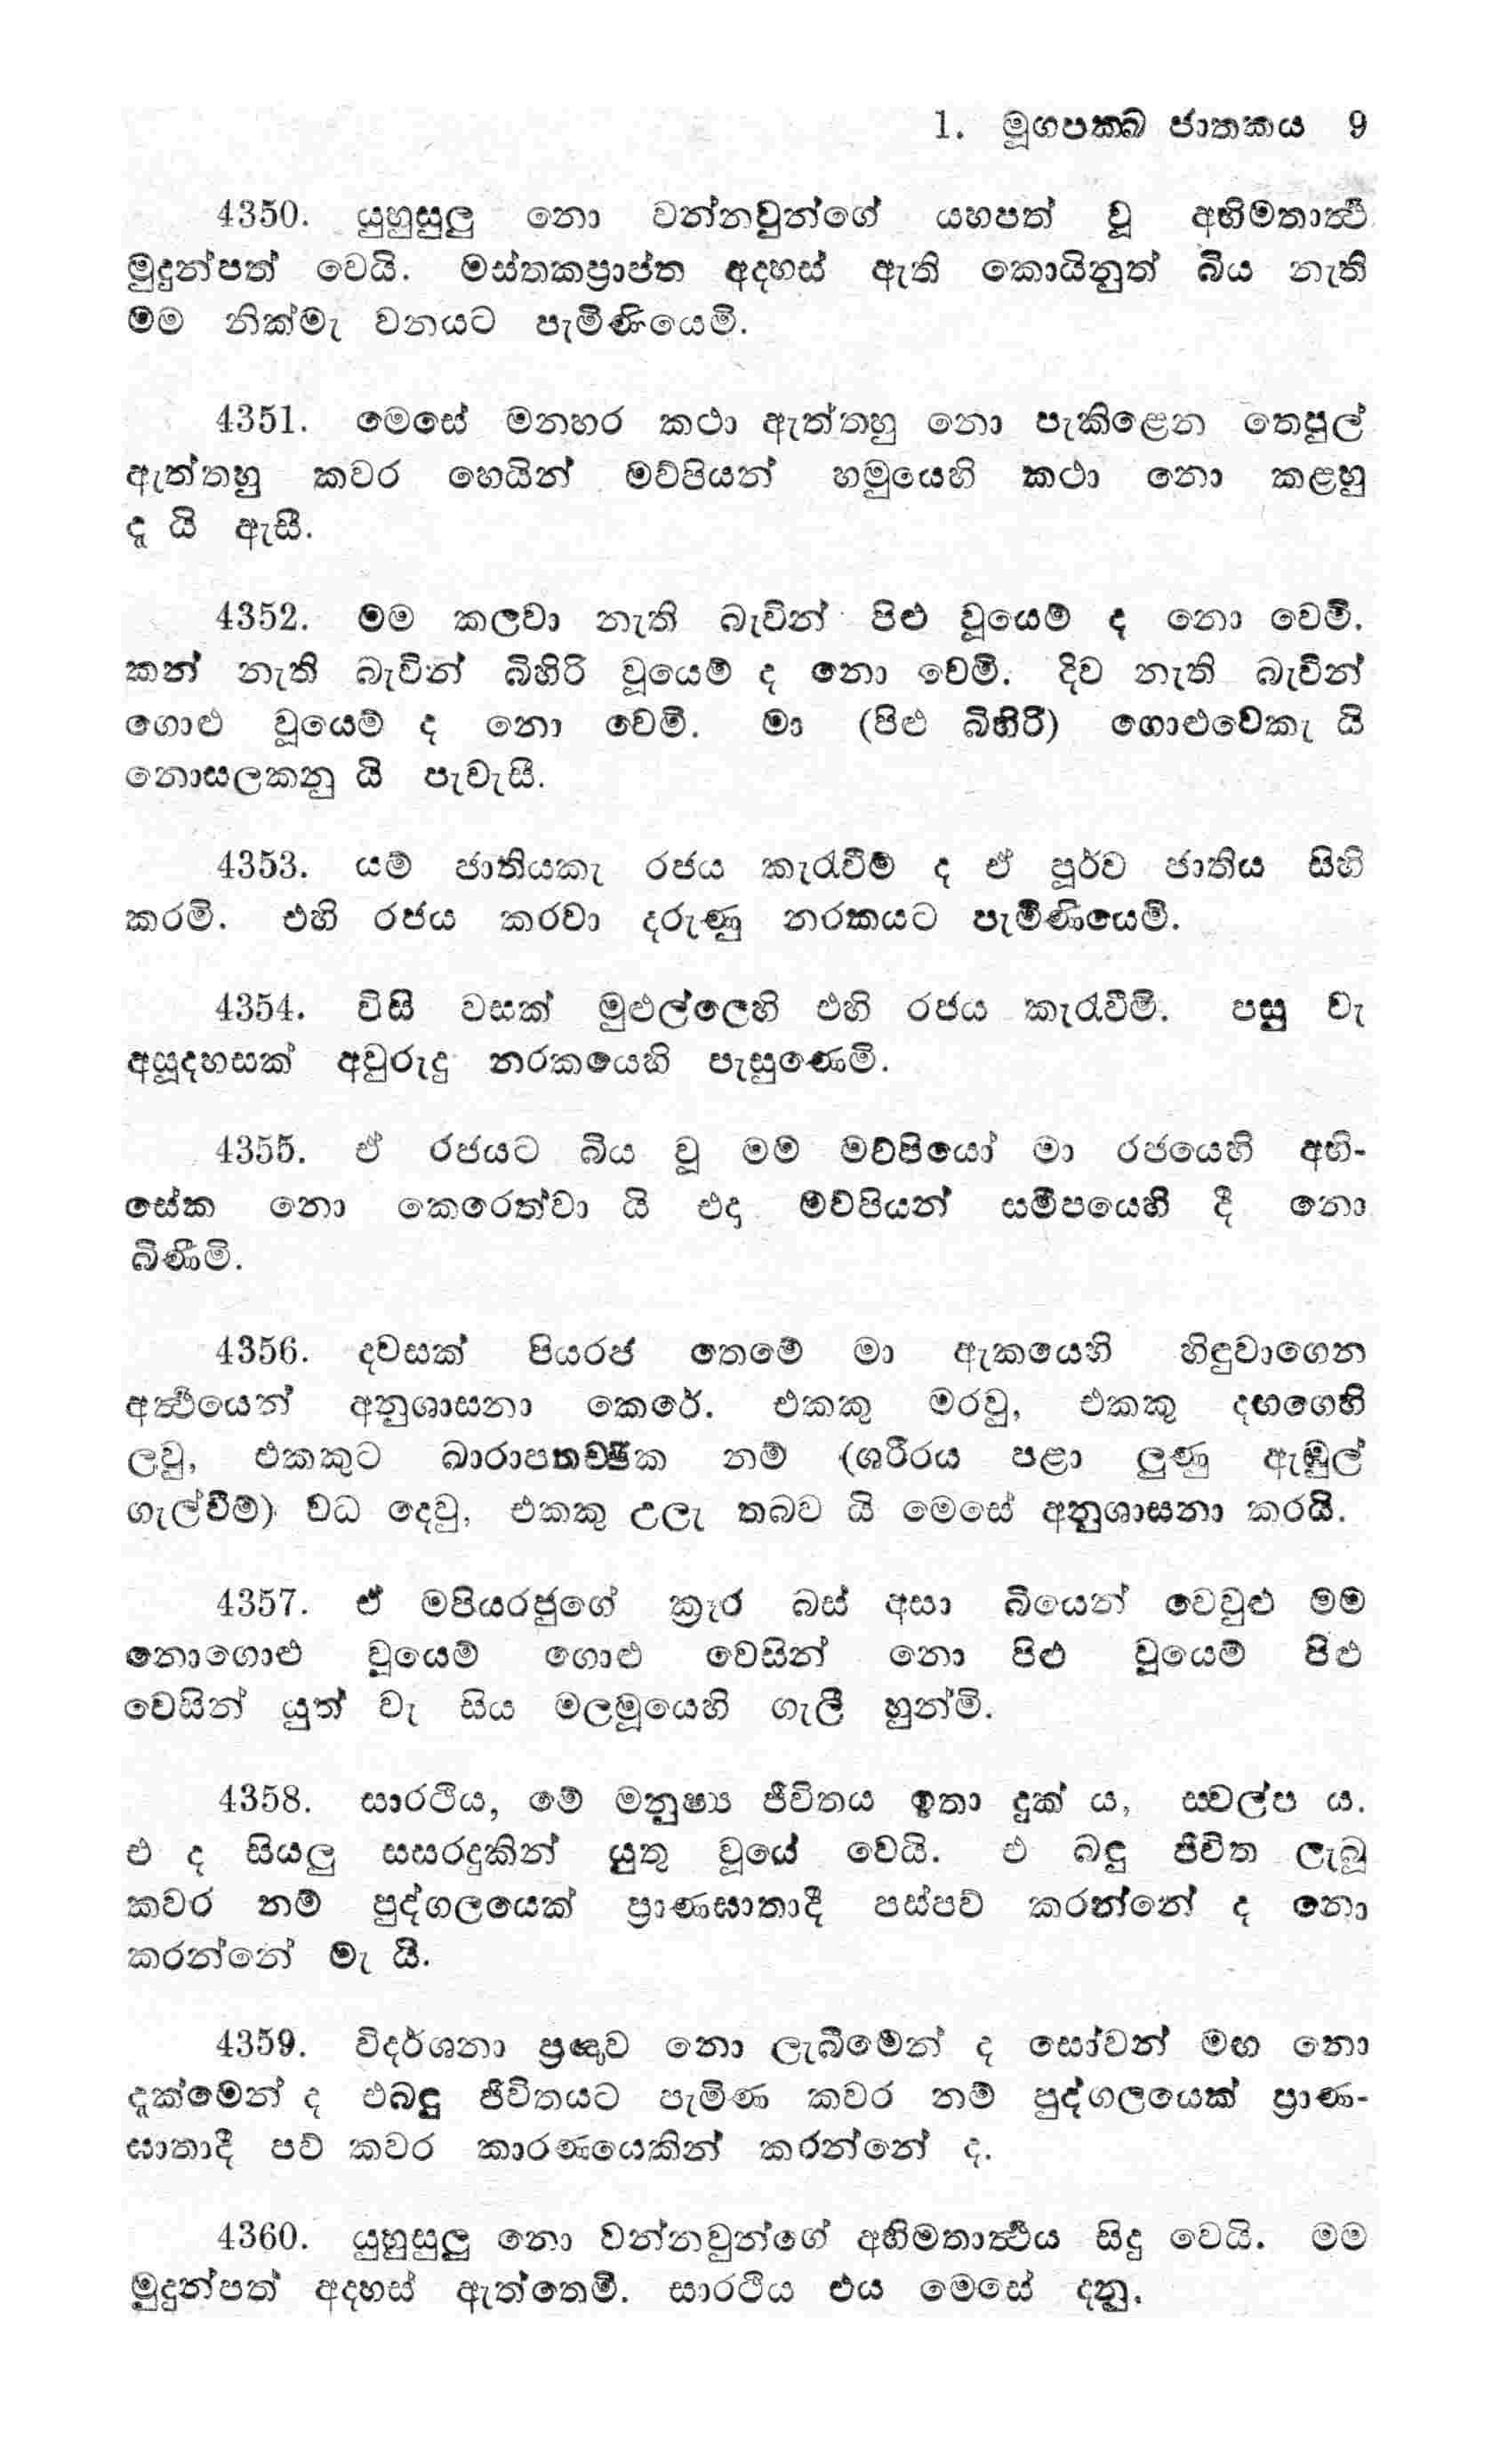 1. මූගපක්ඛ ජාතකය 9
4350. යුහුසුලු නො වන්නවුන්ගේ යහපත් වූ අභිමතාර්ථ
මුදුන්පත් වෙයි. මස්තකප්‍රාප්ත අදහස් ඇති කොයිනුත් බිය නැති
මම නික්මැ වනයට පැමිණියෙමි.
4351. මෙසේ මනහර කථා ඇත්තහු නො පැකිළෙන තෙපුල්
ඇත්තහු කවර හෙයින් මව්පියන් හමුයෙහි කථා නො කළහු
දැ යි ඇසී.
4352. මම කලවා නැති බැවින් පිළු වූයෙම් ද නො වෙමි.
කන් නැති බැවින් බිහිරි වූයෙම් ද නො වෙමි. දිව නැති බැවින්
ගොළු වූයෙම් ද නො වෙමි. මා (පිළු බිහිරි) ගොළුවෙකැ යි
නොසලකනු යි පැවැසී.
4353. යම් ජාතියකැ රජය කැරැවීම් ද ඒ පූර්ව ජාතිය සිහි
කරමි. එහි රජය කරවා දරුණු නරකයට පැමිණියෙමි.
4354. විසි වසක් මුළුල්ලෙහි එහි රජය කැරැවීමි. පසු වැ
අසූදහසක් අවුරුදු නරකයෙහි පැසුණෙමි.
4355. ඒ රජයට බිය වූ මම මව්පියෝ මා රජයෙහි අභි-
සේක නො කෙරෙත්වා යි එදා මව්පියන් සමීපයෙහි දී නො
බිණීමි.
4356. දවසක් පියරජ තෙමේ මා ඇකයෙහි හිඳුවාගෙන
අර්ථයෙන් අනුශාසනා කෙරේ. එකකු මරවු, එකකු දඟගෙහි
ලවු, එකකුට ඛාරාපතච්ඡික නම් (ශරීරය පළා ලුණු ඇඹුල්
ගැල්වීම්) වධ දෙවු, එකකු උලැ තබව යි මෙසේ අනුශාසනා කරයි.
4357. ඒ මපියරජුගේ ක්‍රෑර බස් අසා බියෙන් වෙවුළු මම
නොගොළු වූයෙම් ගොළු වෙසින් නො පිළු වූයෙම් පිළු
වෙසින් යුත් වැ සිය මලමූයෙහි ගැලී හුන්මි.
4358. සාරථිය, මේ මනුෂ්‍ය ජීවිතය ඉතා දුක් ය, ස්වල්ප ය.
එ ද සියලු සසරදුකින් යුතු වූයේ වෙයි. එ බඳු ජීවිත ලැබූ
කවර නම් පුද්ගලයෙක් ප්‍රාණඝාතාදී පස්පව් කරන්නේ ද නො
කරන්නේ මැ යි.
4359. විදර්ශනා ප්‍රඥාව නො ලැබීමෙන් ද සෝවන් මඟ නො
දැක්මෙන් ද එබඳු ජීවිතයට පැමිණ කවර නම් පුද්ගලයෙක් ප්‍රාණ-
ඝාතාදී පව් කවර කාරණයෙකින් කරන්නේ ද.
4360. යුහුසුලු නො වන්නවුන්ගේ අභිමතාර්ථය සිදු වෙයි. මම
මුදුන්පත් අදහස් ඇත්තෙමි. සාරථිය එය මෙසේ දනු.